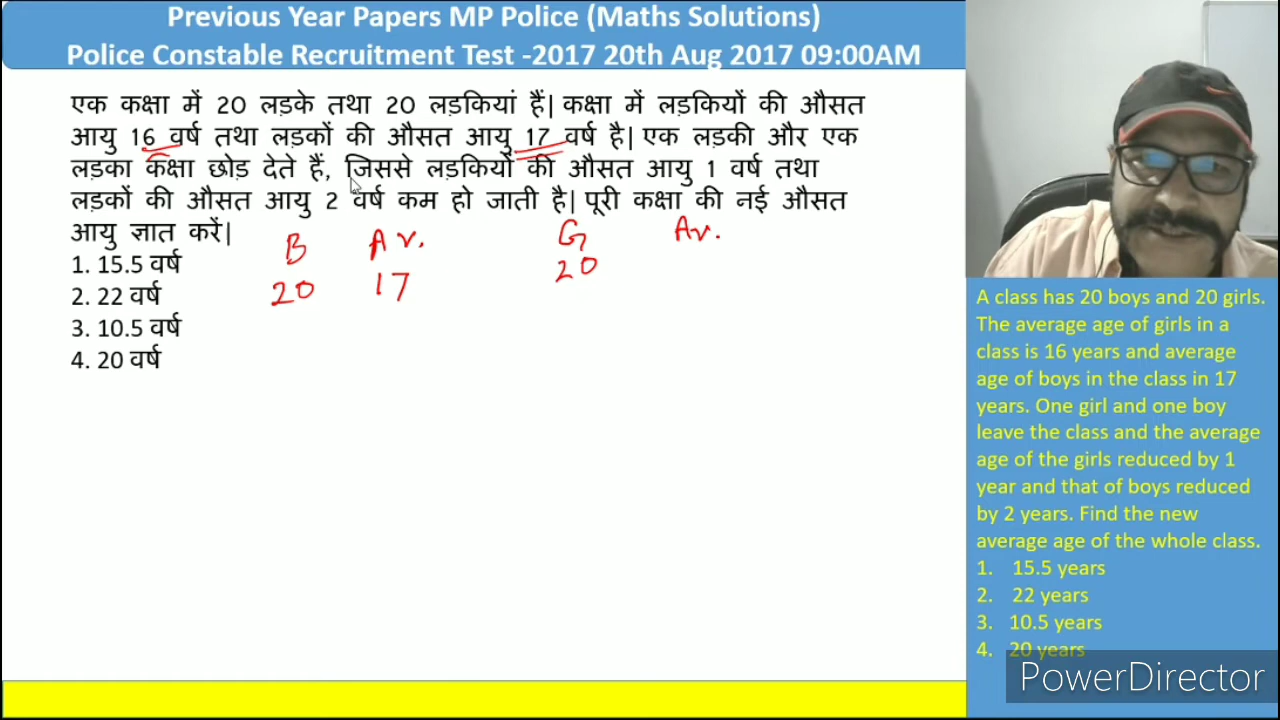 Previous Year Papers MP Police (Maths Solutions)
Police Constable Recruitment Test -2017 20th Aug 2017 09:00AM
एक कक्षा में 20 लड़के तथा 20 लड़कियां हैं| कक्षा में लड़कियों की औसत
आयु 16 वर्ष तथा लड़कों की औसत आयु 17 वर्ष है| एक लड़की और एक
लड़का कक्षा छोड़ देते हैं, जिससे लड़कियों की औसत आयु 1 वर्ष तथा
लड़कों की औसत आयु 2 वर्ष कम हो जाती है| पूरी कक्षा की नई औसत
आयु ज्ञात करें|
1. 15.5 वर्ष
2. 22 वर्ष
3. 10.5 वर्ष
4. 20 वर्ष
B Av. G Av.
20 17 20
A class has 20 boys and 20 girls.
The average age of girls in a
class is 16 years and average
age of boys in the class in 17
years. One girl and one boy
leave the class and the average
age of the girls reduced by 1
year and that of boys reduced
by 2 years. Find the new
average age of the whole class.
1. 15.5 years
2. 22 years
3. 10.5 years
4. 20 years
PowerDirector